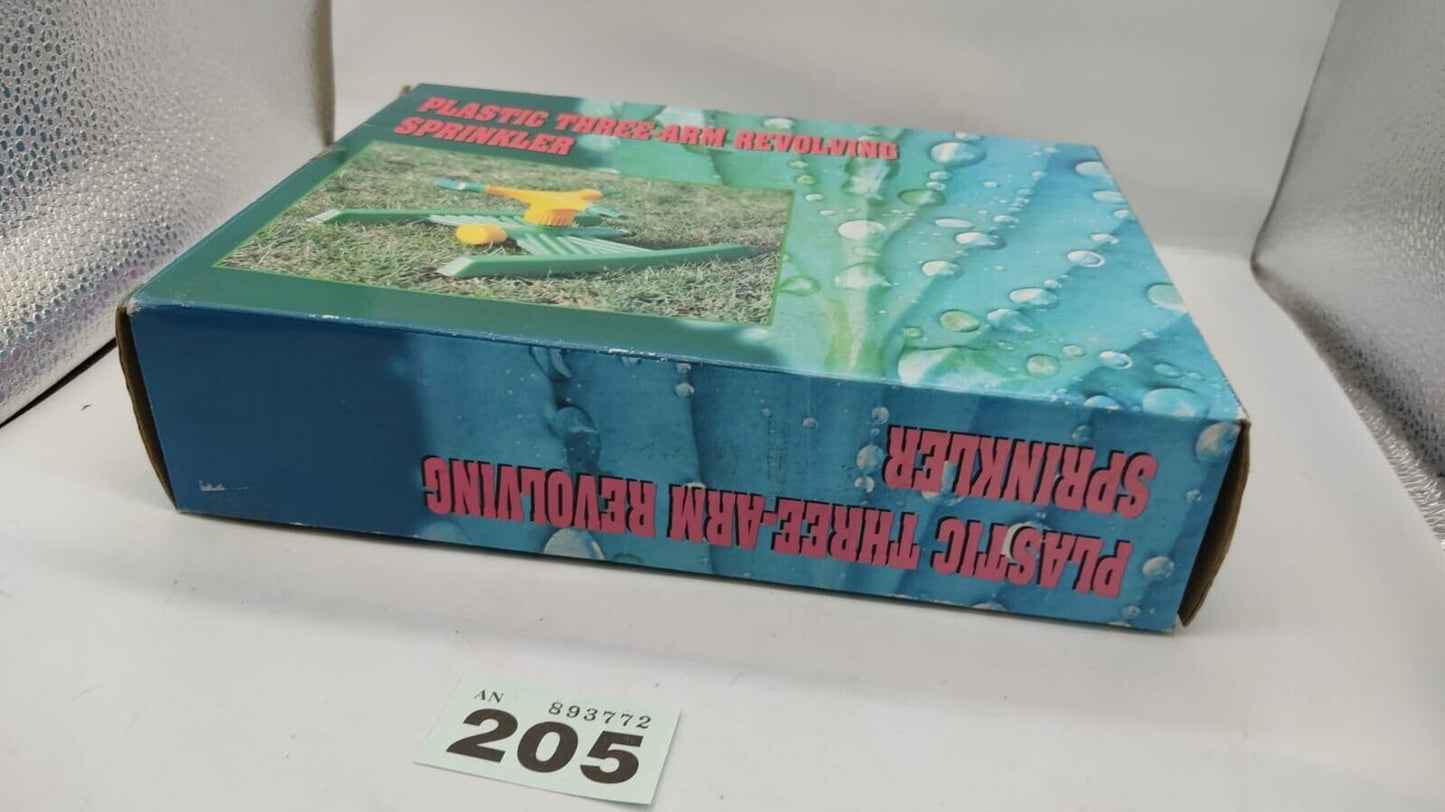 PLASTIC THREE-ARM REVOLVING
SPRINKLER
PLASTIC THREE-ARM REVOLVING
SPRINKLER
AN 893772
205